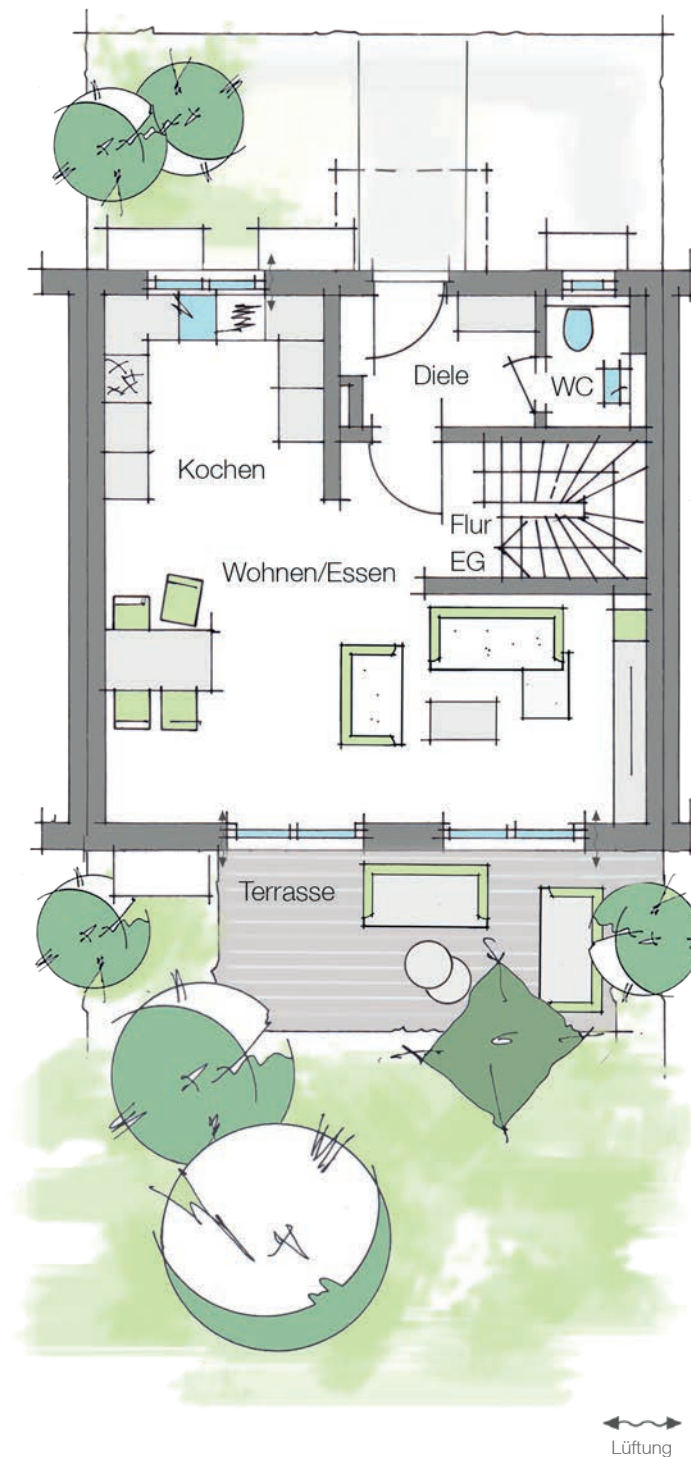 Diele
WC
Kochen
Flur
EG
Wohnen/Essen
Terrasse
Lüftung